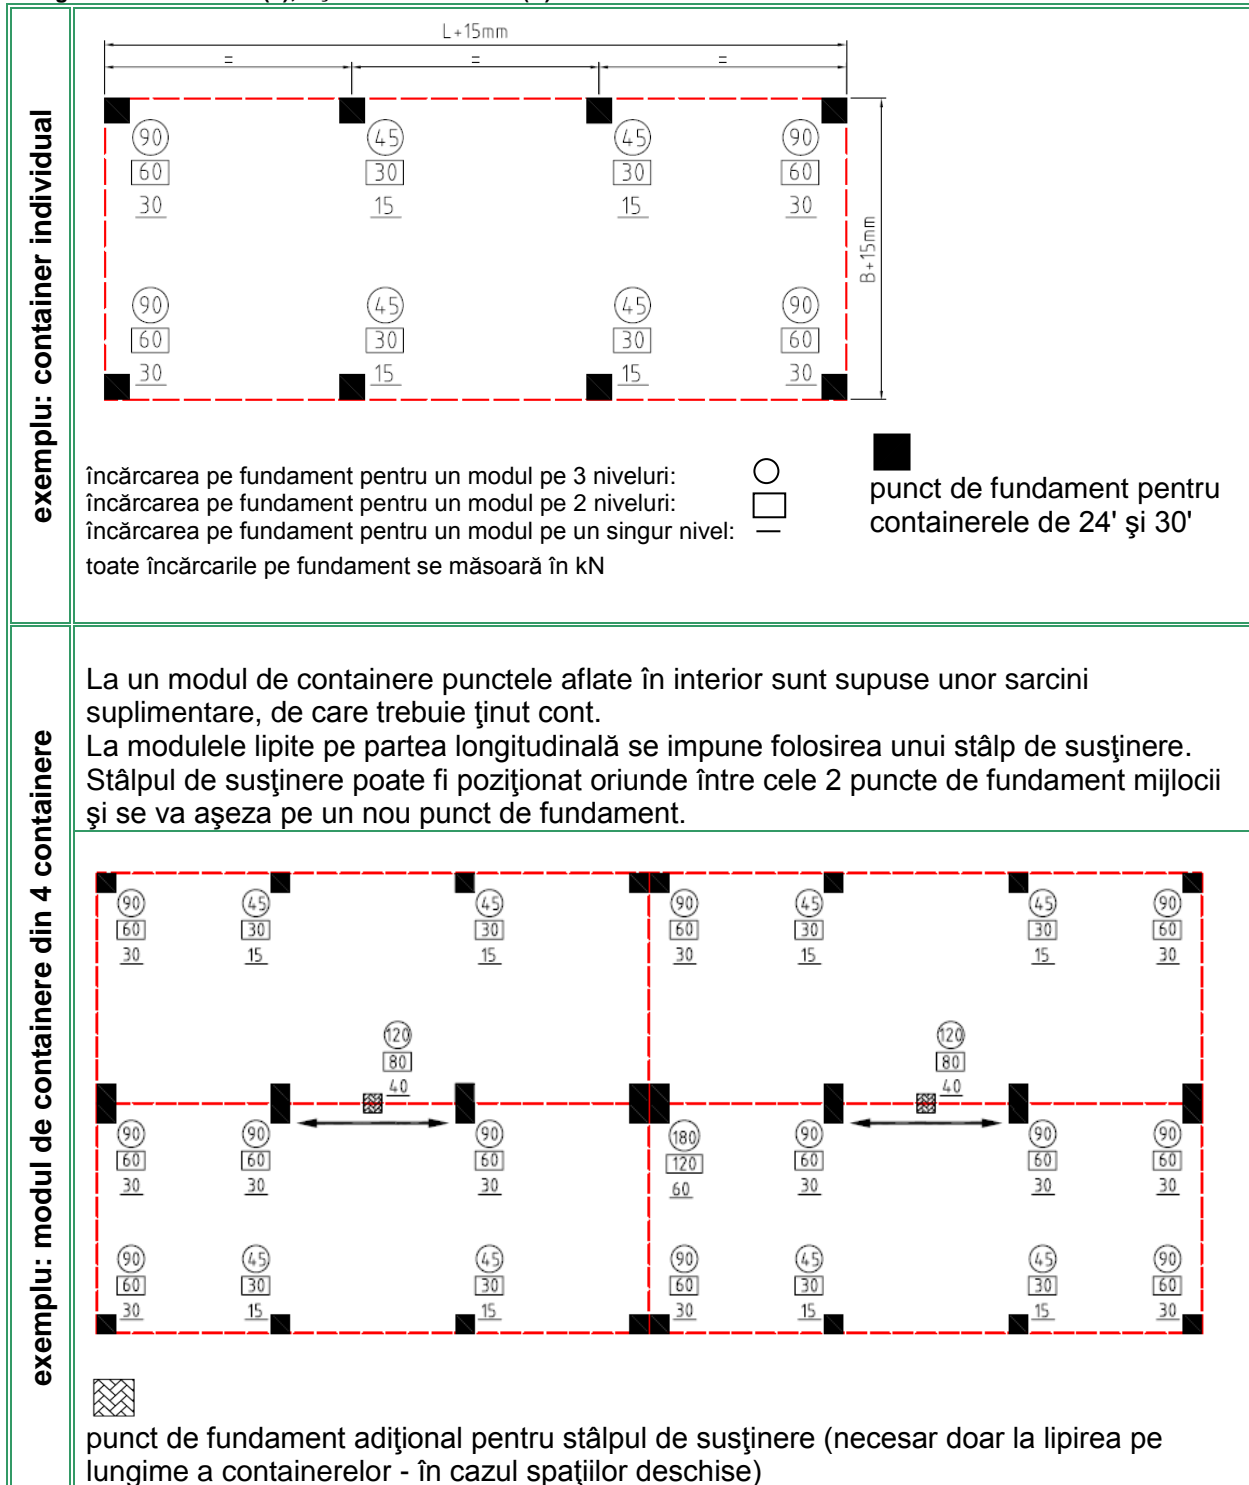 exemplu: container individual
L+15mm
= = =
90 45 45 90
60 30 30 60
30 15 15 30
B+15mm
90 45 45 90
60 30 30 60
30 15 15 30
încărcarea pe fundament pentru un modul pe 3 niveluri:
încărcarea pe fundament pentru un modul pe 2 niveluri:
încărcarea pe fundament pentru un modul pe un singur nivel:
toate încărcarile pe fundament se măsoară în kN
punct de fundament pentru
containerele de 24' şi 30'
exemplu: modul de containere din 4 containere
La un modul de containere punctele aflate în interior sunt supuse unor sarcini
suplimentare, de care trebuie ţinut cont.
La modulele lipite pe partea longitudinală se impune folosirea unui stâlp de susţinere.
Stâlpul de susţinere poate fi poziţionat oriunde între cele 2 puncte de fundament mijlocii
şi se va aşeza pe un nou punct de fundament.
90 45 45 90 45 45 90
60 30 30 60 30 30 60
30 15 15 30 15 15 30
120 120
80 80
40 40
90 90 90 180 90 90 90
60 60 60 120 60 60 60
30 30 30 60 30 30 30
90 45 45 90 45 45 90
60 30 30 60 30 30 60
30 15 15 30 15 15 30
punct de fundament adiţional pentru stâlpul de susţinere (necesar doar la lipirea pe
lungime a containerelor - în cazul spaţiilor deschise)